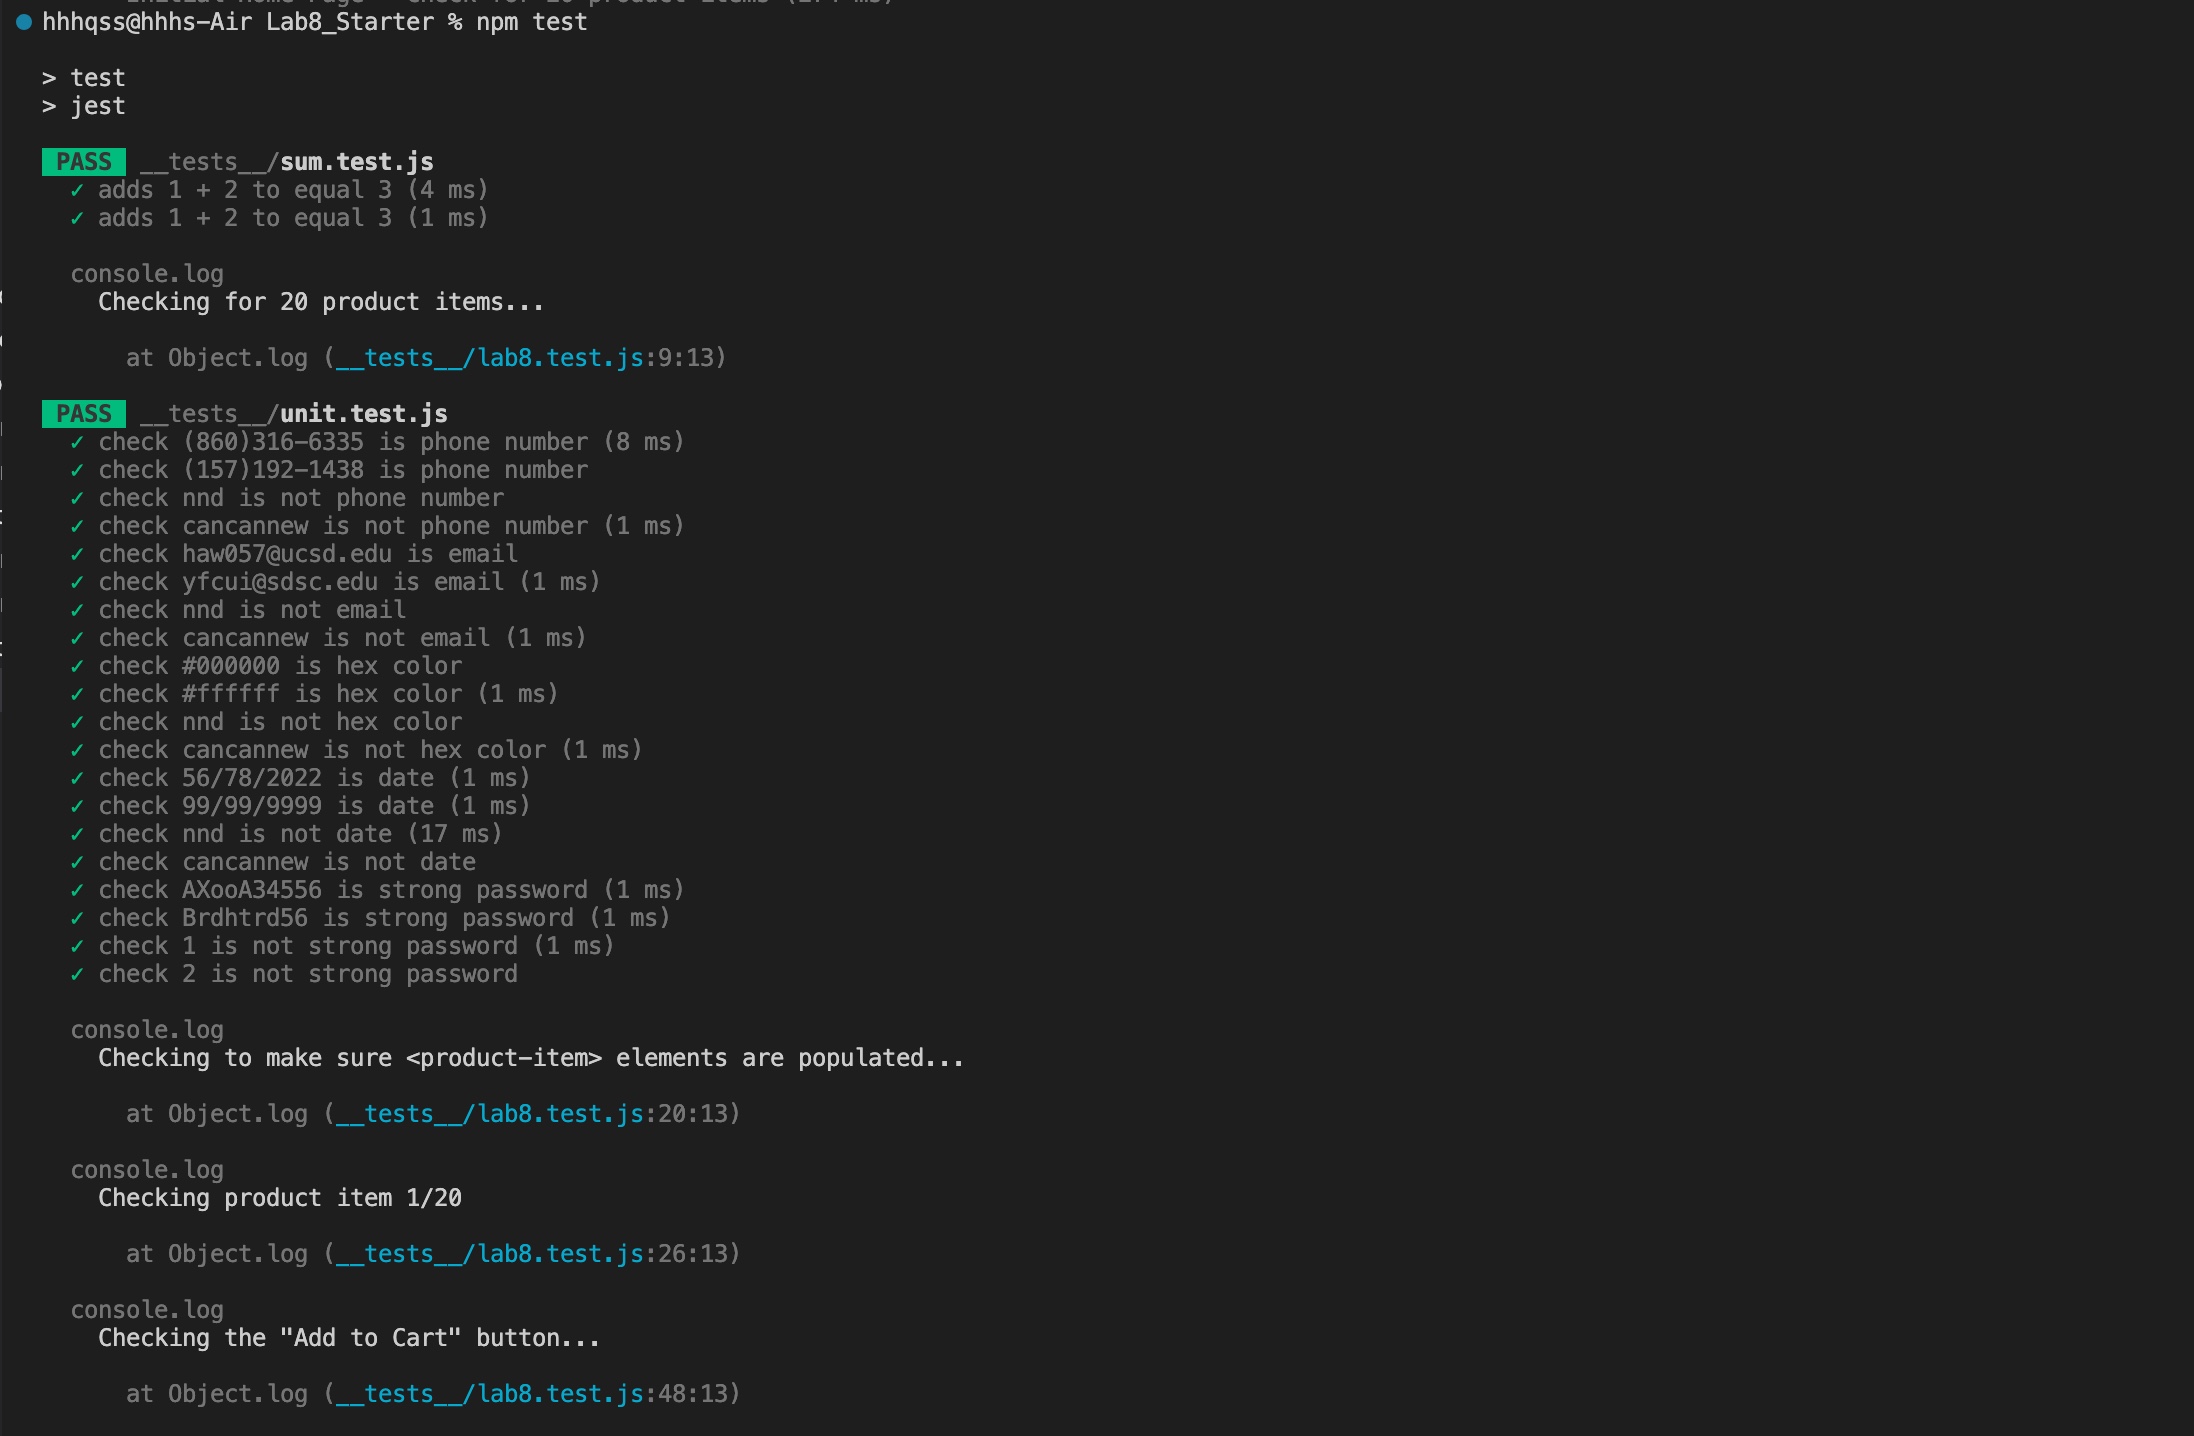 Initial Home Page - Check for 20 product items
hhhqss@hhhs-Air Lab8_Starter % npm test
> test
> jest
PASS __tests__/sum.test.js
✓ adds 1 + 2 to equal 3 (4 ms)
✓ adds 1 + 2 to equal 3 (1 ms)
console.log
Checking for 20 product items...
at Object.log (__tests__/lab8.test.js:9:13)
PASS __tests__/unit.test.js
✓ check (860)316-6335 is phone number (8 ms)
✓ check (157)192-1438 is phone number
✓ check nnd is not phone number
✓ check cancannew is not phone number (1 ms)
✓ check haw057@ucsd.edu is email
✓ check yfcui@sdsc.edu is email (1 ms)
✓ check nnd is not email
✓ check cancannew is not email (1 ms)
✓ check #000000 is hex color
✓ check #ffffff is hex color (1 ms)
✓ check nnd is not hex color
✓ check cancannew is not hex color (1 ms)
✓ check 56/78/2022 is date (1 ms)
✓ check 99/99/9999 is date (1 ms)
✓ check nnd is not date (17 ms)
✓ check cancannew is not date
✓ check AXooA34556 is strong password (1 ms)
✓ check Brdhtrd56 is strong password (1 ms)
✓ check 1 is not strong password (1 ms)
✓ check 2 is not strong password
console.log
Checking to make sure <product-item> elements are populated...
at Object.log (__tests__/lab8.test.js:20:13)
console.log
Checking product item 1/20
at Object.log (__tests__/lab8.test.js:26:13)
console.log
Checking the "Add to Cart" button...
at Object.log (__tests__/lab8.test.js:48:13)